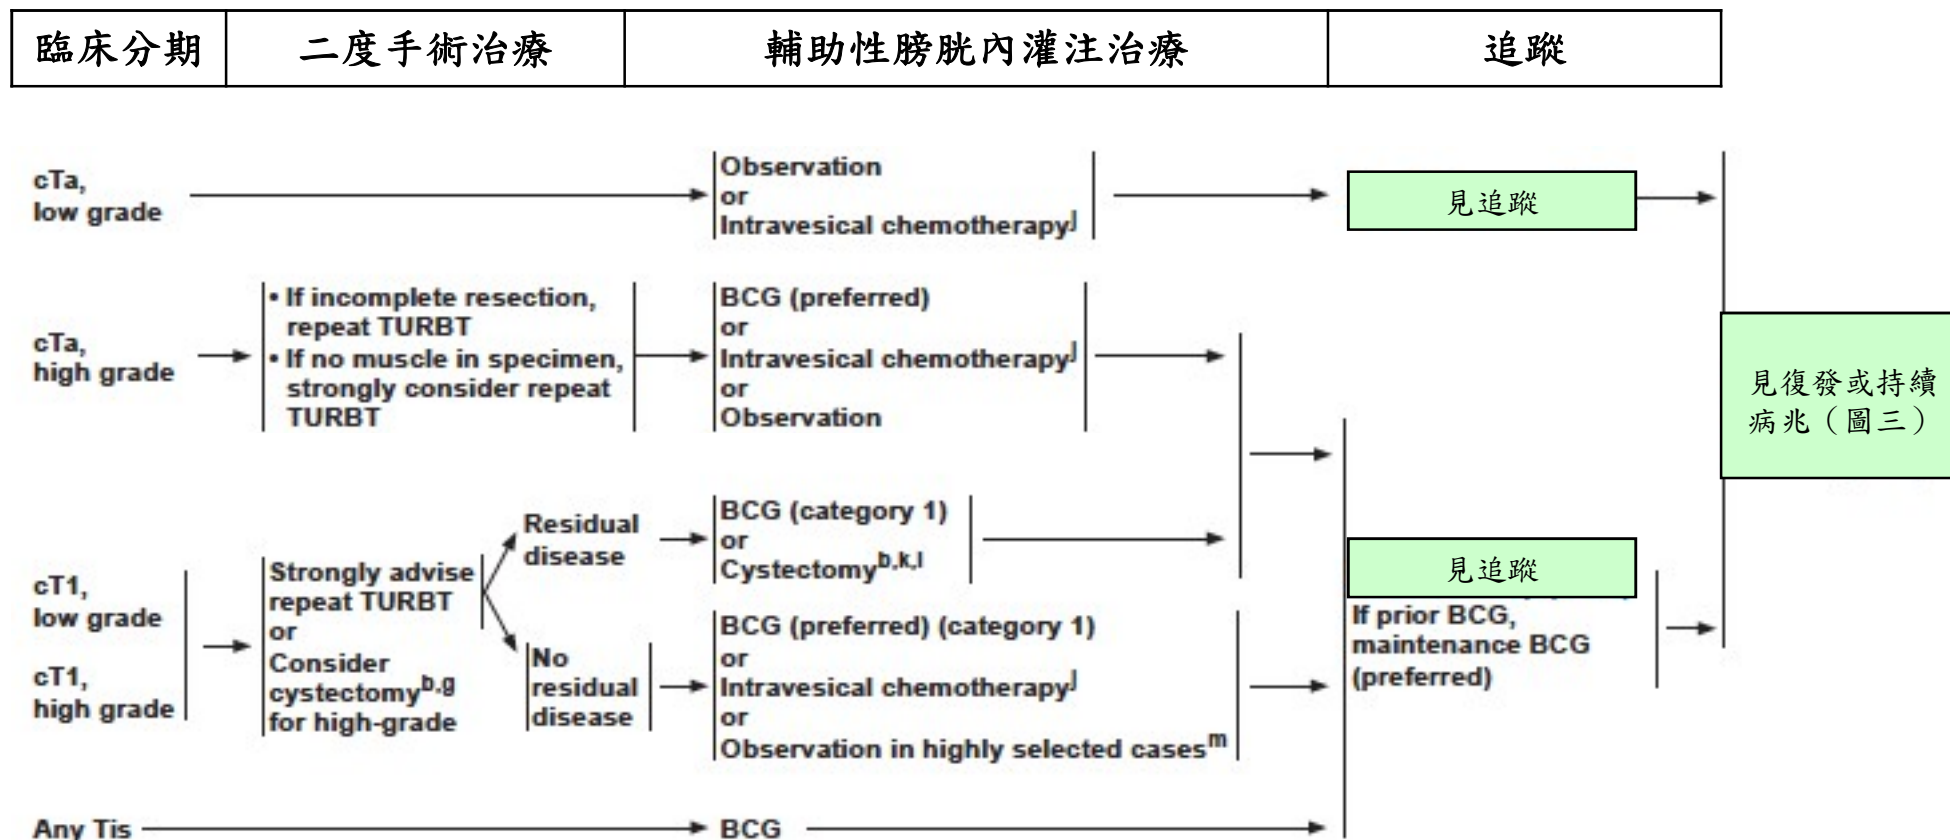 臨床分期
二度手術治療
輔助性膀胱內灌注治療
追蹤
cTa,
low grade
Observation
or
Intravesical chemotherapyʲ
見追蹤
cTa,
high grade
• If incomplete resection,
repeat TURBT
• If no muscle in specimen,
strongly consider repeat
TURBT
BCG (preferred)
or
Intravesical chemotherapyʲ
or
Observation
見復發或持續
病兆（圖三）
cT1,
low grade
cT1,
high grade
Strongly advise
repeat TURBT
or
Consider
cystectomyᵇ,ᵍ
for high-grade
Residual
disease
BCG (category 1)
or
Cystectomyᵇ,ᵏ,ˡ
No
residual
disease
BCG (preferred) (category 1)
or
Intravesical chemotherapyʲ
or
Observation in highly selected casesᵐ
見追蹤
If prior BCG,
maintenance BCG
(preferred)
Any Tis
BCG